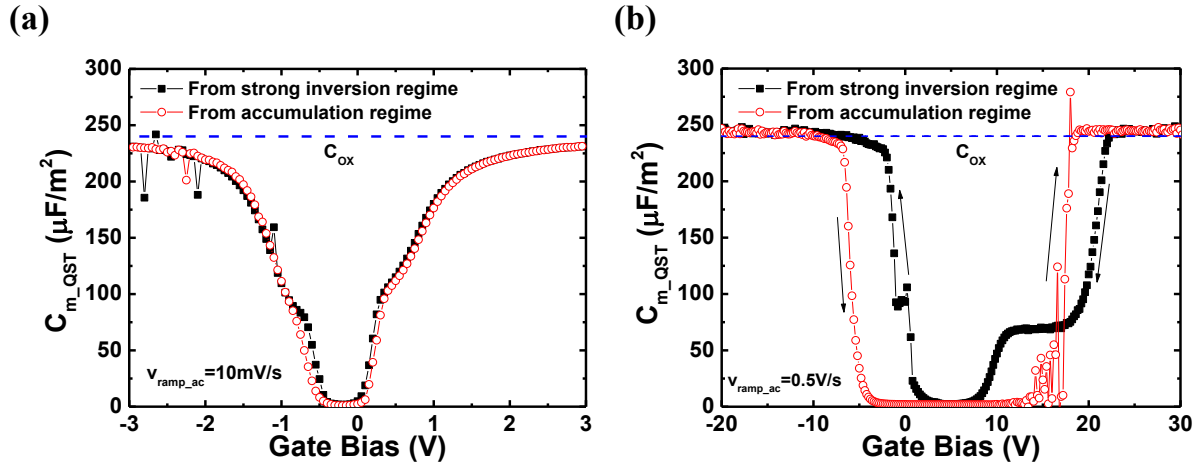 (a)
300
250
200
150
100
50
0
C_m_QST (μF/m²)
From strong inversion regime
From accumulation regime
C_OX
v_ramp_ac=10mV/s
-3 -2 -1 0 1 2 3
Gate Bias (V)
(b)
300
250
200
150
100
50
0
C_m_QST (μF/m²)
From strong inversion regime
From accumulation regime
C_OX
v_ramp_ac=0.5V/s
-20 -10 0 10 20 30
Gate Bias (V)